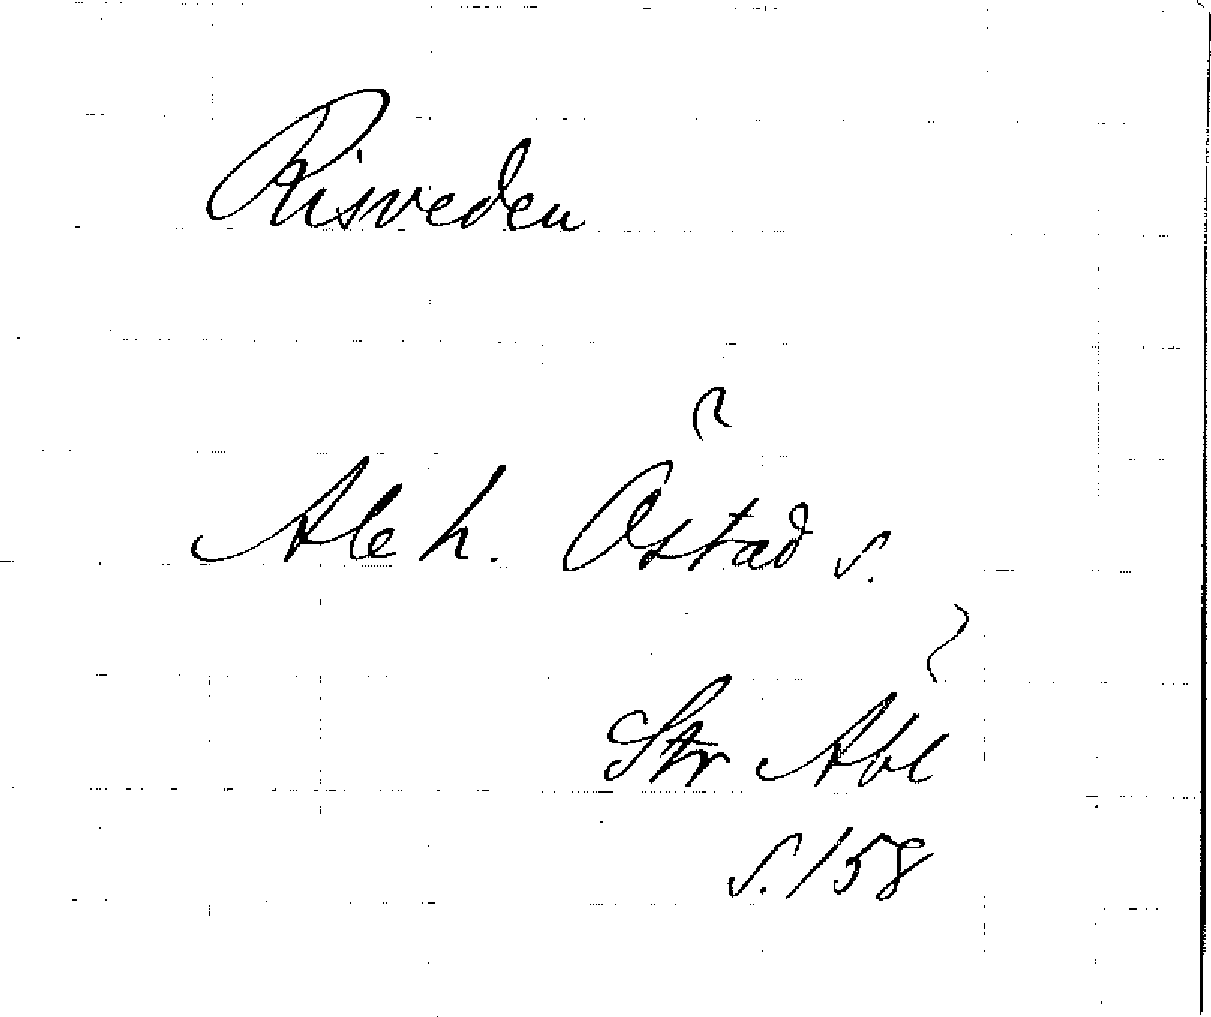 Risveden
Ale h. Östad s.
Str Abl
s. 158